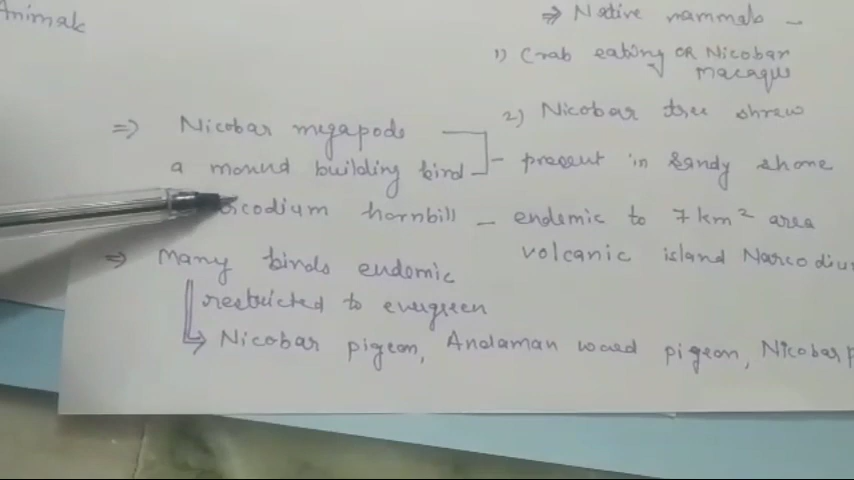 Animals
⇒ Native mammals -
1) Crab eating OR Nicobar
macaque
2) Nicobar tree shrew
⇒ Nicobar megapode
a mound building bird - present in sandy shore
hornbill - endemic to 7 km² area
volcanic island
⇒ Many birds endemic
restricted to evergreen
↳ Nicobar pigeon, Andaman wood pigeon, Nicobar